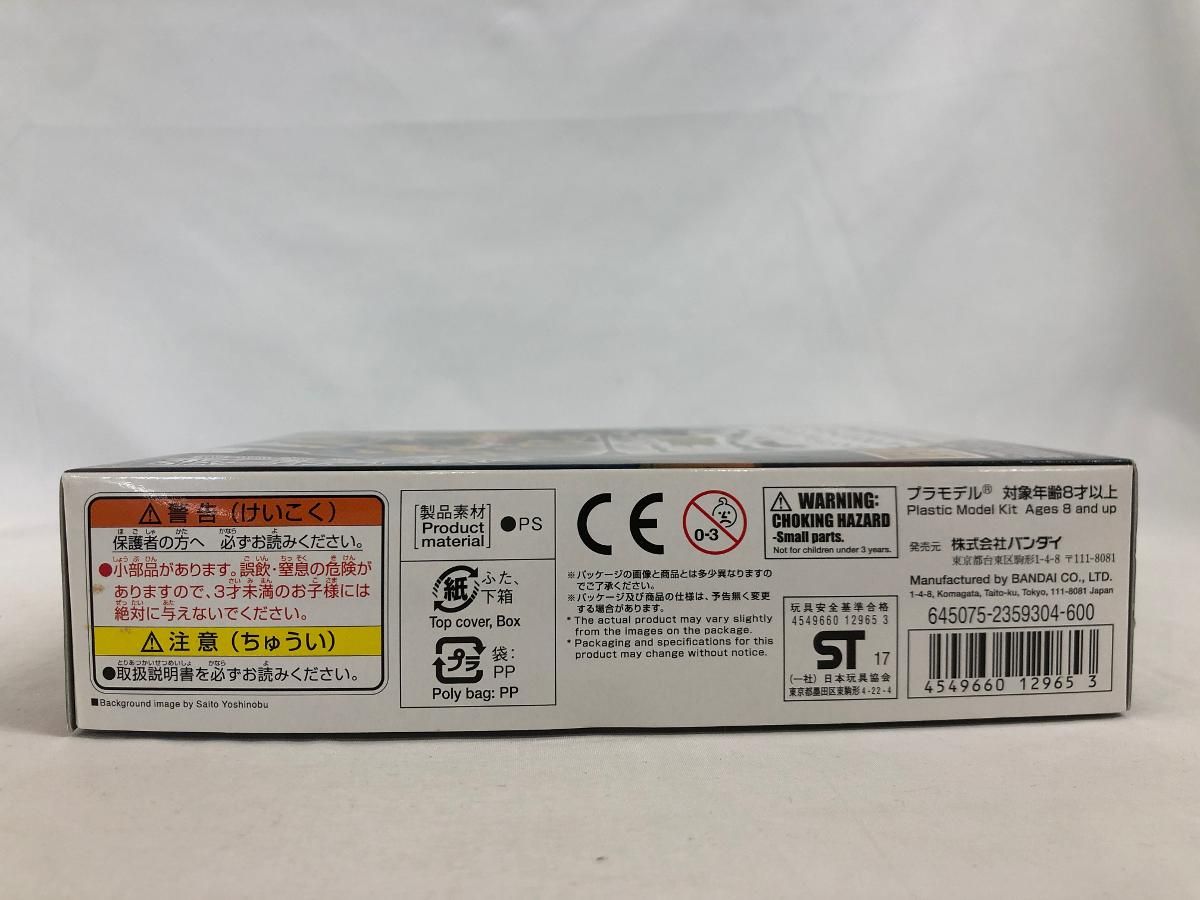 警告（けいこく）
保護者の方へ 必ずお読みください。
●小部品があります。誤飲・窒息の危険が
ありますので、3才未満のお子様には
絶対に与えないでください。
注意（ちゅうい）
●取扱説明書を必ずお読みください。
■Background image by Saito Yoshinobu
[製品素材]
Product
material
●PS
紙
ふた、
下箱
Top cover, Box
プラ
袋:
PP
Poly bag: PP
CE
0-3
WARNING:
CHOKING HAZARD
-Small parts.
Not for children under 3 years.
※パッケージの画像と商品とは多少異なりますの
でご了承ください。
※パッケージ及び商品の仕様は、予告無く変更
する場合があります。
* The actual product may vary slightly
from the images on the package.
* Packaging and specifications for this
product may change without notice.
玩具安全基準合格
4549660 12965 3
ST 17
(一社) 日本玩具協会
東京都墨田区東駒形4-22-4
プラモデル® 対象年齢8才以上
Plastic Model Kit Ages 8 and up
発売元 株式会社バンダイ
東京都台東区駒形1-4-8 〒111-8081
Manufactured by BANDAI CO., LTD.
1-4-8, Komagata, Taito-ku, Tokyo, 111-8081 Japan
645075-2359304-600
4549660 12965 3